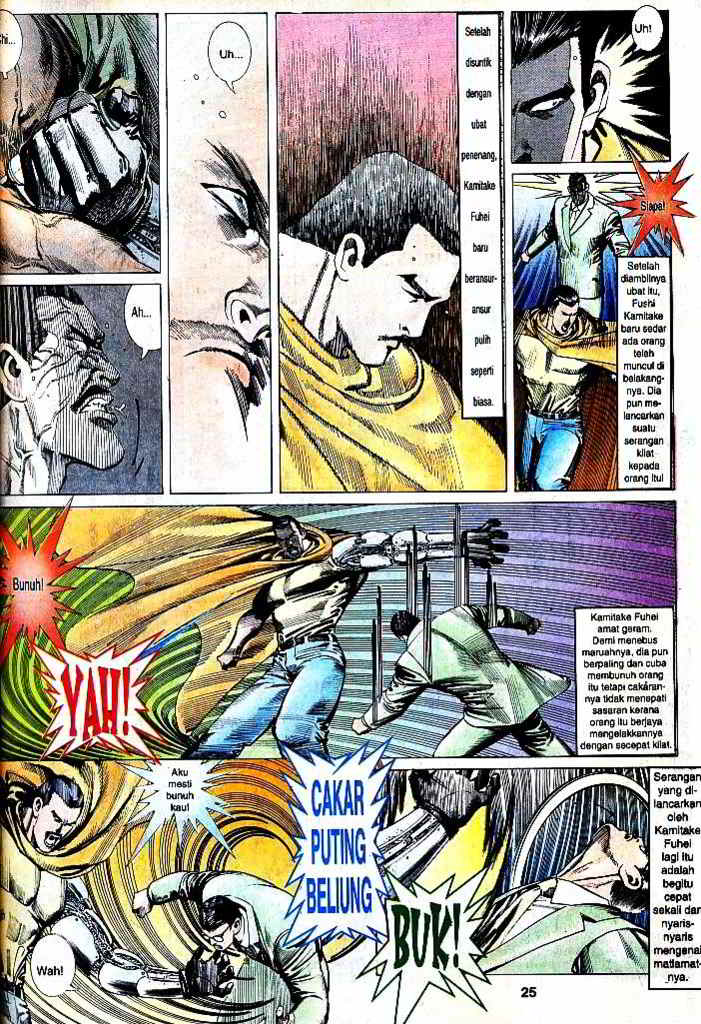 Uh...
Ah...
Setelah
disuntik
dengan
ubat
penenang,
Kamitake
Fuhei
baru
beransur-
ansur
pulih
seperti
biasa.
Uh!
Siapa!
Setelah
diambilnya
ubat itu,
Fushi
Kamitake
baru sedar
ada orang
telah
muncul di
belakang-
nya. Dia
pun me-
lancarkan
suatu
serangan
kilat
kepada
orang itu!
Bunuh!
YAH!
Kamitake Fuhei
amat geram.
Demi menebus
maruahnya, dia pun
berpaling dan cuba
membunuh orang
itu tetapi cakaran-
nya tidak menepati
sasaran kerana
orang itu berjaya
mengelakkannya
dengan secepat kilat.
Aku
mesti
bunuh
kau!
Wah!
CAKAR
PUTING
BELIUNG
BUK!
Serangan
yang di-
lancarkan
oleh
Kamitake
Fuhei
lagi itu
adalah
begitu
cepat
sekali dan
nyaris-
nyaris
mengenai
matlamat-
nya.
25